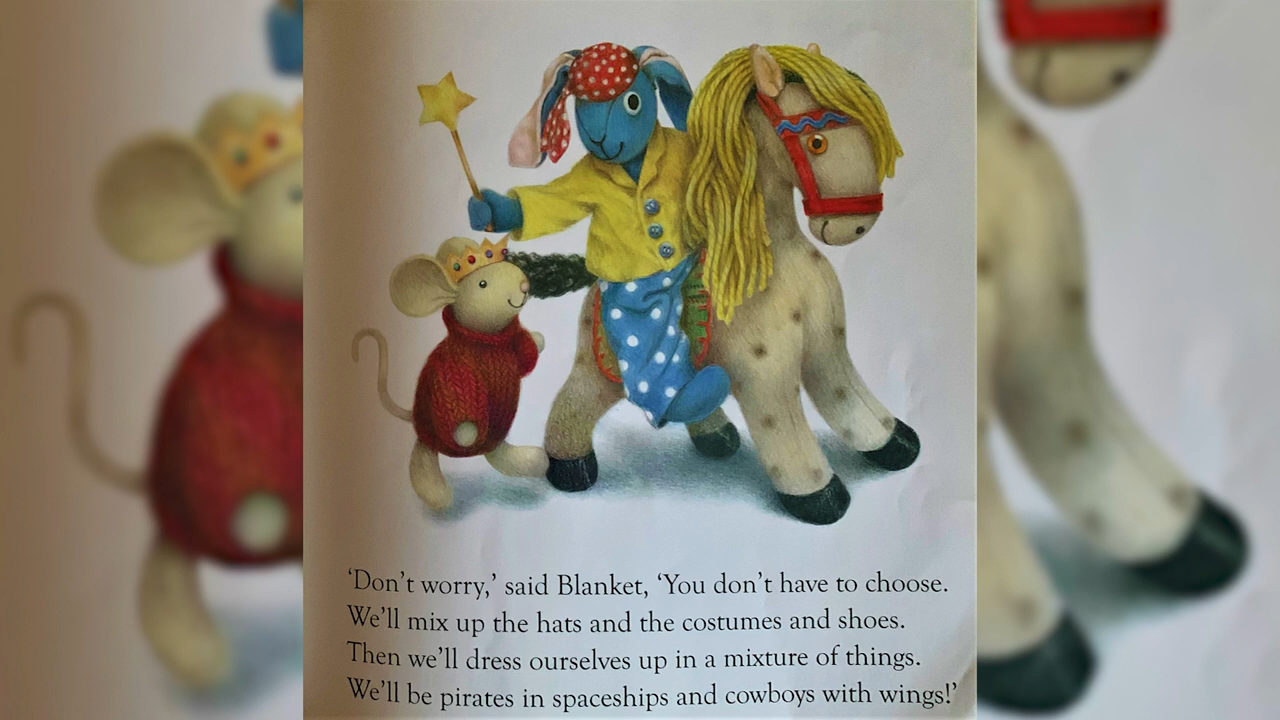 ‘Don’t worry,’ said Blanket, ‘You don’t have to choose.
We’ll mix up the hats and the costumes and shoes.
Then we’ll dress ourselves up in a mixture of things.
We’ll be pirates in spaceships and cowboys with wings!’